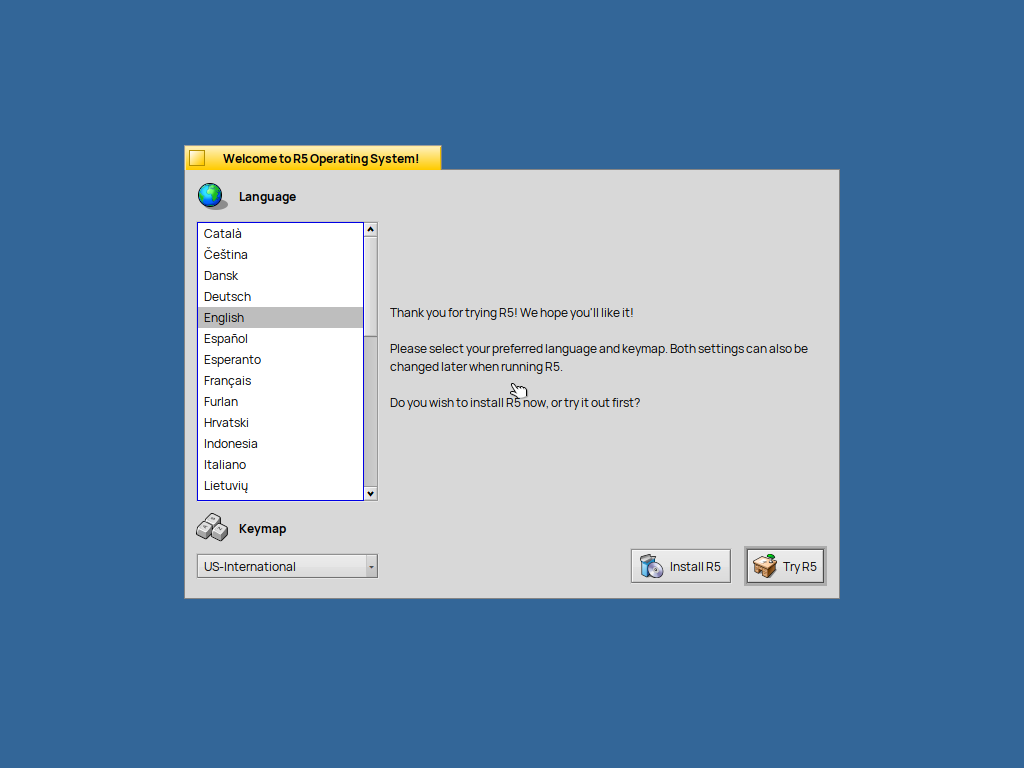 Welcome to R5 Operating System!
Language
Català
Čeština
Dansk
Deutsch
English
Español
Esperanto
Français
Furlan
Hrvatski
Indonesia
Italiano
Lietuvių
Thank you for trying R5! We hope you'll like it!
Please select your preferred language and keymap. Both settings can also be
changed later when running R5.
Do you wish to install R5 now, or try it out first?
Keymap
US-International
Install R5
Try R5